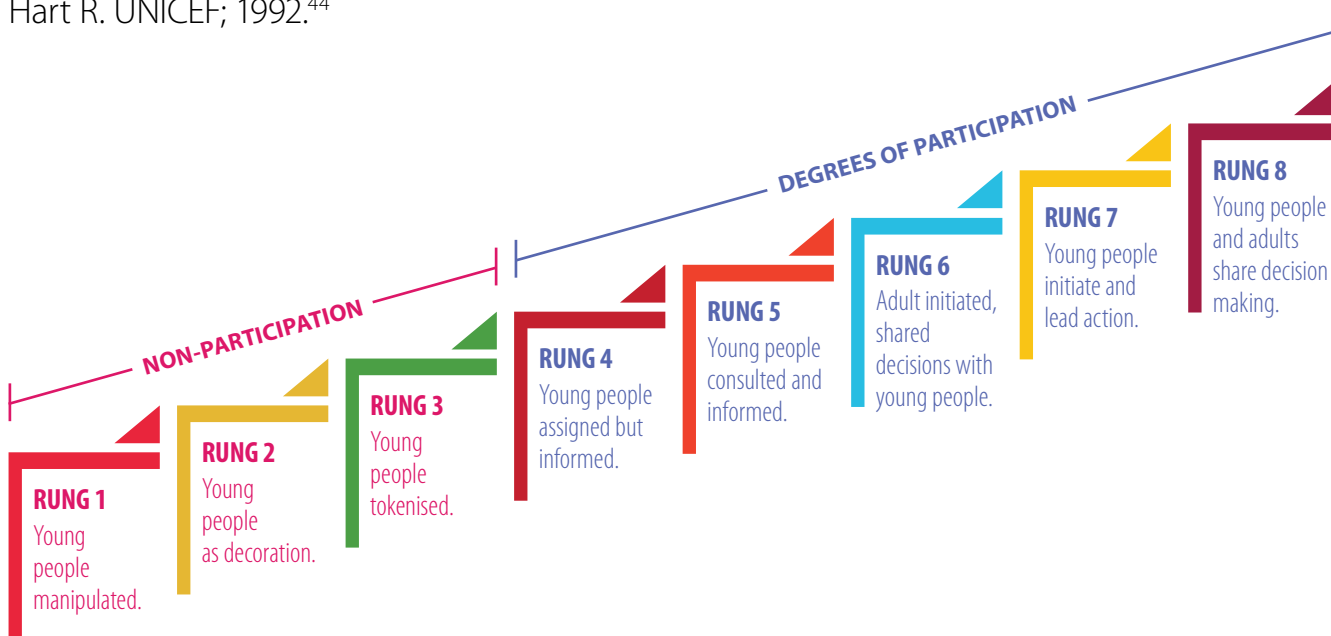 Hart R. UNICEF; 1992.44
NON-PARTICIPATION
DEGREES OF PARTICIPATION
RUNG 1
Young
people
manipulated.
RUNG 2
Young
people
as decoration.
RUNG 3
Young
people
tokenised.
RUNG 4
Young people
assigned but
informed.
RUNG 5
Young people
consulted and
informed.
RUNG 6
Adult initiated,
shared
decisions with
young people.
RUNG 7
Young people
initiate and
lead action.
RUNG 8
Young people
and adults
share decision
making.